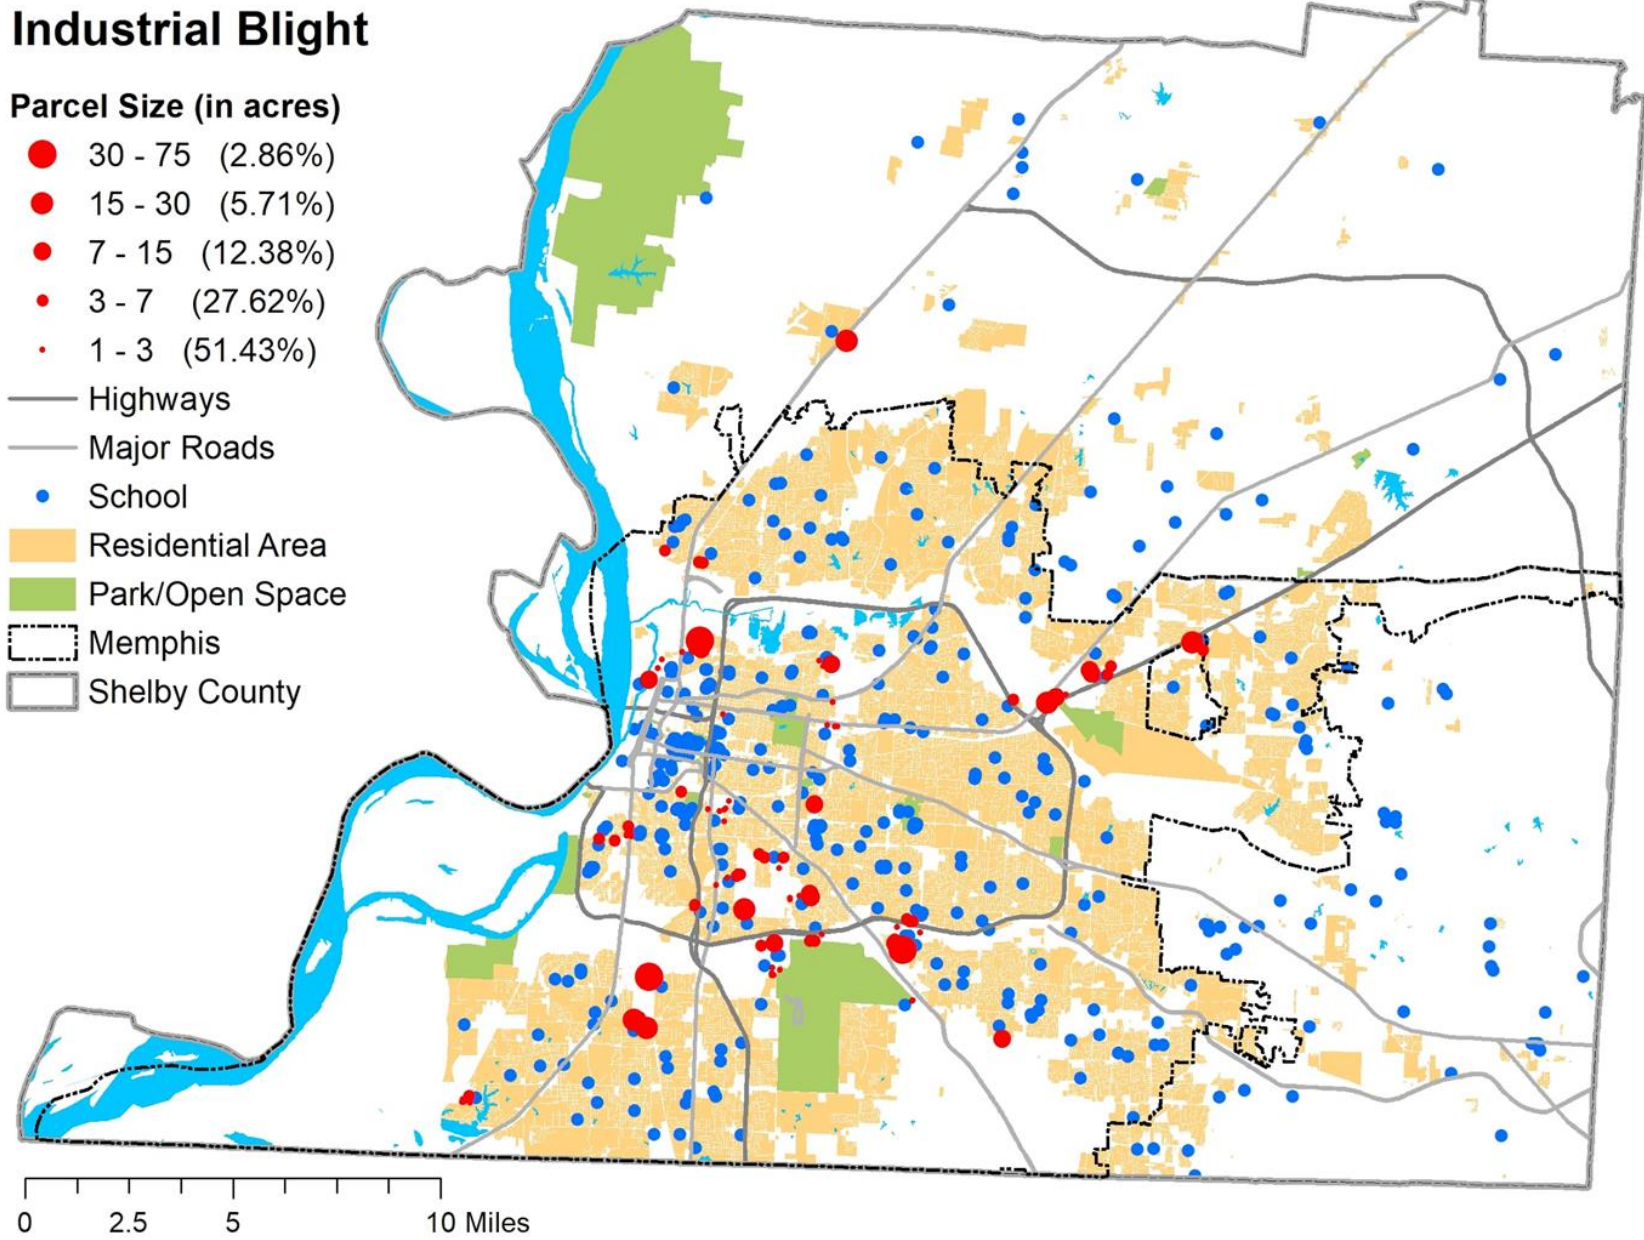 Industrial Blight
Parcel Size (in acres)
30 - 75 (2.86%)
15 - 30 (5.71%)
7 - 15 (12.38%)
3 - 7 (27.62%)
1 - 3 (51.43%)
Highways
Major Roads
School
Residential Area
Park/Open Space
Memphis
Shelby County
0 2.5 5 10 Miles